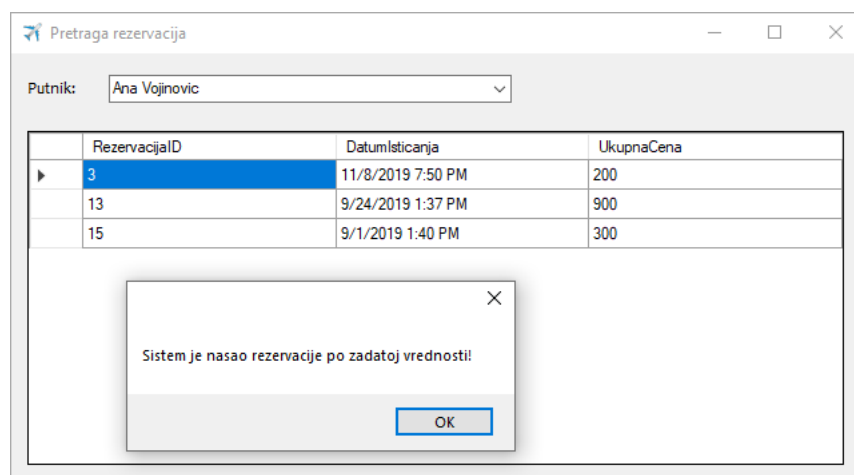 Pretraga rezervacija
Putnik: Ana Vojinovic
RezervacijaID DatumIsticanja UkupnaCena
3 11/8/2019 7:50 PM 200
13 9/24/2019 1:37 PM 900
15 9/1/2019 1:40 PM 300
Sistem je nasao rezervacije po zadatoj vrednosti!
OK